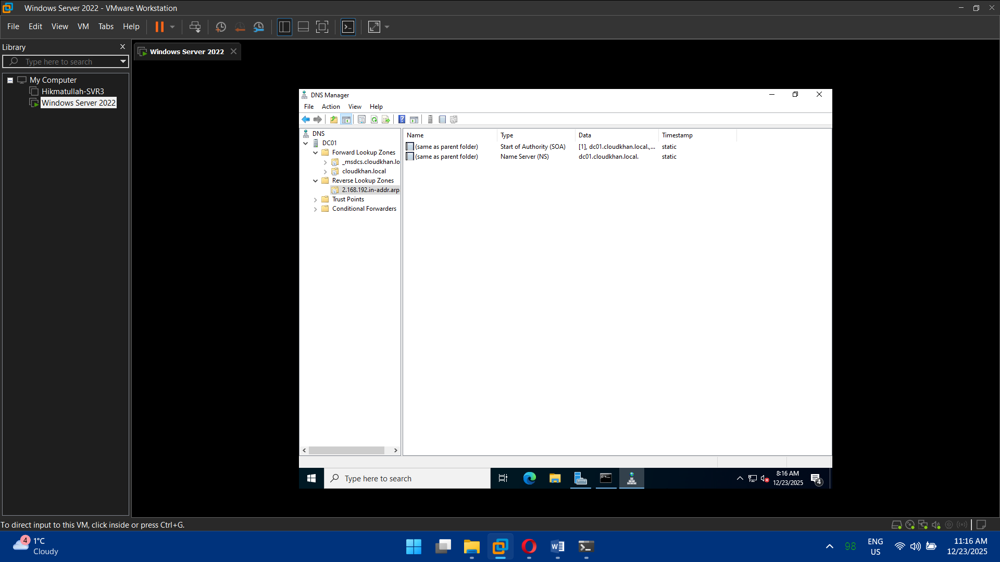 Windows Server 2022 - VMware Workstation
File Edit View VM Tabs Help
Library
Type here to search
My Computer
Hikmatullah-SVR3
Windows Server 2022
Windows Server 2022
DNS Manager
File Action View Help
DNS
DC01
Forward Lookup Zones
_msdcs.cloudkhan.lo
cloudkhan.local
Reverse Lookup Zones
2.168.192.in-addr.arp
Trust Points
Conditional Forwarders
Name Type Data Timestamp
(same as parent folder) Start of Authority (SOA) [1], dc01.cloudkhan.local.,... static
(same as parent folder) Name Server (NS) dc01.cloudkhan.local. static
Type here to search
8:16 AM
12/23/2025
4
To direct input to this VM, click inside or press Ctrl+G.
4
1°C
Cloudy
98
ENG
US
11:16 AM
12/23/2025